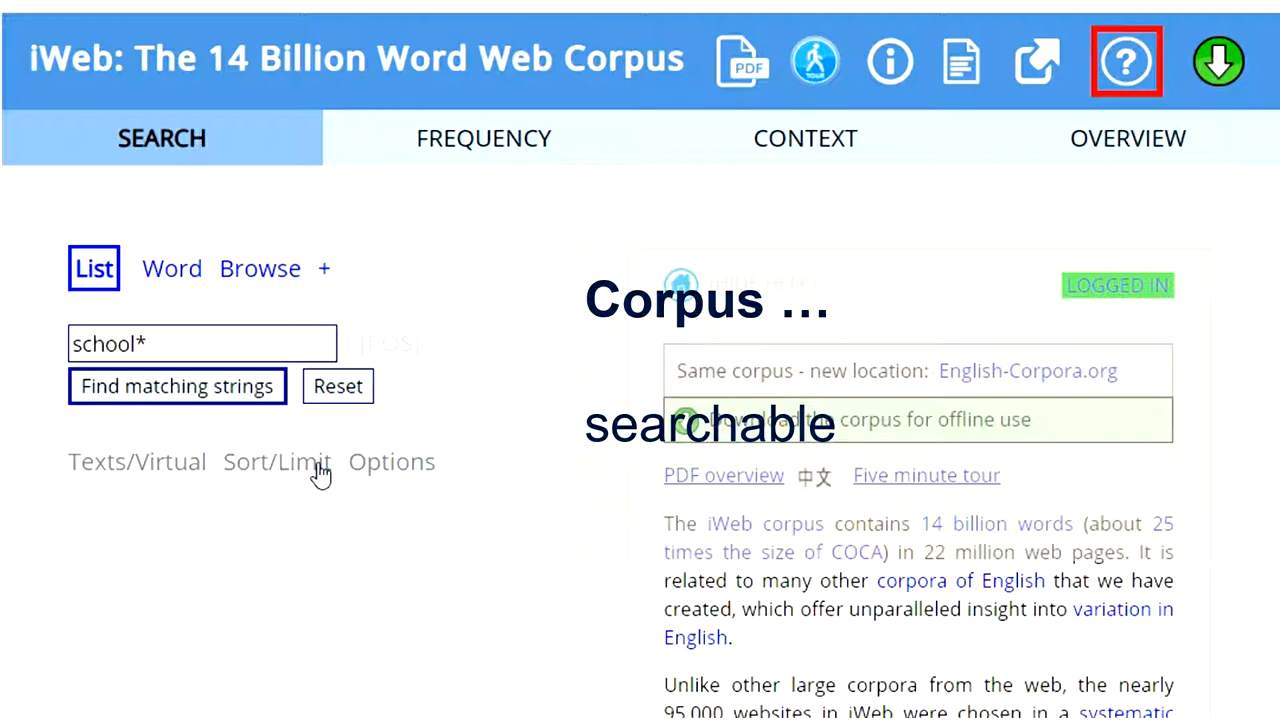 iWeb: The 14 Billion Word Web Corpus
PDF
TOUR
SEARCH FREQUENCY CONTEXT OVERVIEW
List Word Browse +
school*
[POS]
Find matching strings Reset
Texts/Virtual Sort/Limit Options
LOGGED IN
Corpus …
Same corpus - new location: English-Corpora.org
Download the corpus for offline use
searchable
PDF overview 中文 Five minute tour
The iWeb corpus contains 14 billion words (about 25
times the size of COCA) in 22 million web pages. It is
related to many other corpora of English that we have
created, which offer unparalleled insight into variation in
English.
Unlike other large corpora from the web, the nearly
95,000 websites in iWeb were chosen in a systematic